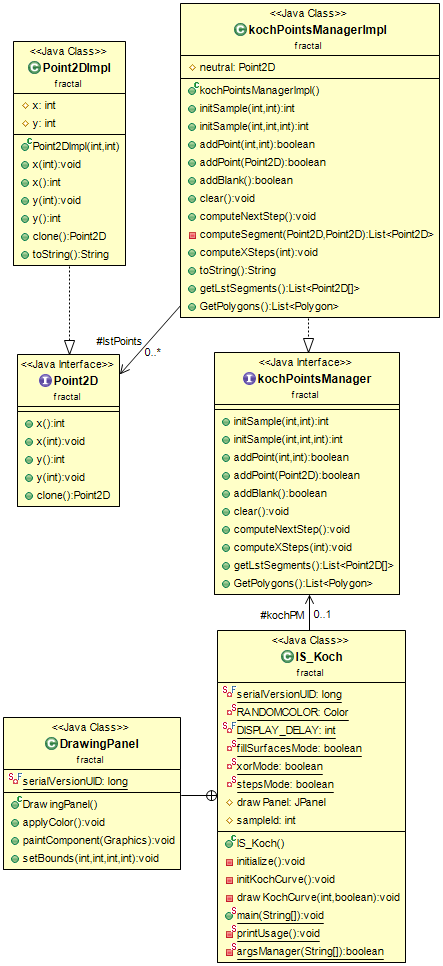 <<Java Class>>
Point2DImpl
fractal
x: int
y: int
Point2DImpl(int,int)
x(int):void
x():int
y(int):void
y():int
clone():Point2D
toString():String
<<Java Class>>
kochPointsManagerImpl
fractal
neutral: Point2D
kochPointsManagerImpl()
initSample(int,int):int
initSample(int,int,int):int
addPoint(int,int):boolean
addPoint(Point2D):boolean
addBlank():boolean
clear():void
computeNextStep():void
computeSegment(Point2D,Point2D):List<Point2D>
computeXSteps(int):void
toString():String
getLstSegments():List<Point2D[]>
GetPolygons():List<Polygon>
#lstPoints
0..*
<<Java Interface>>
Point2D
fractal
x():int
x(int):void
y():int
y(int):void
clone():Point2D
<<Java Interface>>
kochPointsManager
fractal
initSample(int,int):int
initSample(int,int,int):int
addPoint(int,int):boolean
addPoint(Point2D):boolean
addBlank():boolean
clear():void
computeNextStep():void
computeXSteps(int):void
getLstSegments():List<Point2D[]>
GetPolygons():List<Polygon>
#kochPM
0..1
<<Java Class>>
IS_Koch
fractal
serialVersionUID: long
RANDOMCOLOR: Color
DISPLAY_DELAY: int
fillSurfacesMode: boolean
xorMode: boolean
stepsMode: boolean
drawPanel: JPanel
sampleId: int
IS_Koch()
initialize():void
initKochCurve():void
drawKochCurve(int,boolean):void
main(String[]):void
printUsage():void
argsManager(String[]):boolean
<<Java Class>>
DrawingPanel
fractal
serialVersionUID: long
DrawingPanel()
applyColor():void
paintComponent(Graphics):void
setBounds(int,int,int,int):void